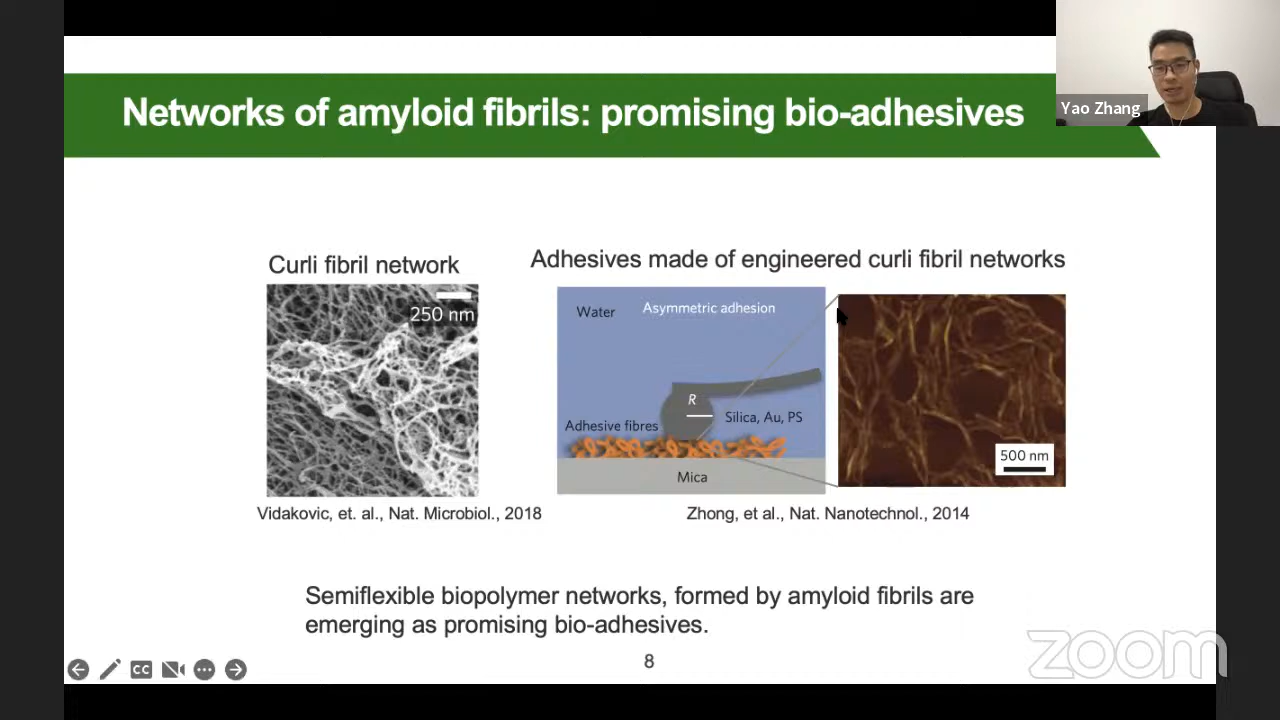 Networks of amyloid fibrils: promising bio-adhesives
Yao Zhang
Curli fibril network
Adhesives made of engineered curli fibril networks
250 nm
Water
Asymmetric adhesion
R
Silica, Au, PS
Adhesive fibres
Mica
500 nm
Vidakovic, et. al., Nat. Microbiol., 2018
Zhong, et al., Nat. Nanotechnol., 2014
Semiflexible biopolymer networks, formed by amyloid fibrils are
emerging as promising bio-adhesives.
8
CC
zoom